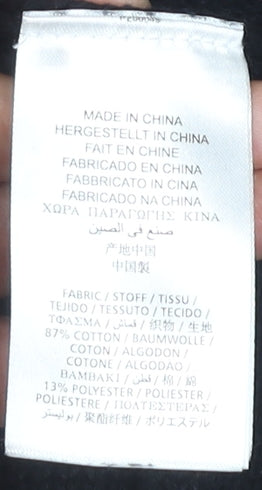 MADE IN CHINA
HERGESTELLT IN CHINA
FAIT EN CHINE
FABRICADO EN CHINA
FABBRICATO IN CINA
FABRICADO NA CHINA
ΧΩΡΑ ΠΑΡΑΓΩΓΗΣ ΚΙΝΑ
صنع في الصين
产地中国
中国製
FABRIC / STOFF / TISSU /
TEJIDO / TESSUTO / TECIDO /
ΥΦΑΣΜΑ / قماش / 织物 / 生地
87% COTTON / BAUMWOLLE /
COTON / ALGODON /
COTONE / ALGODAO /
ΒΑΜΒΑΚΙ / قطن / 棉 / 綿
13% POLYESTER / POLIESTER /
POLIESTERE / ΠΟΛΥΕΣΤΕΡΑΣ /
بوليستر / 聚酯纤维 / ポリエステル